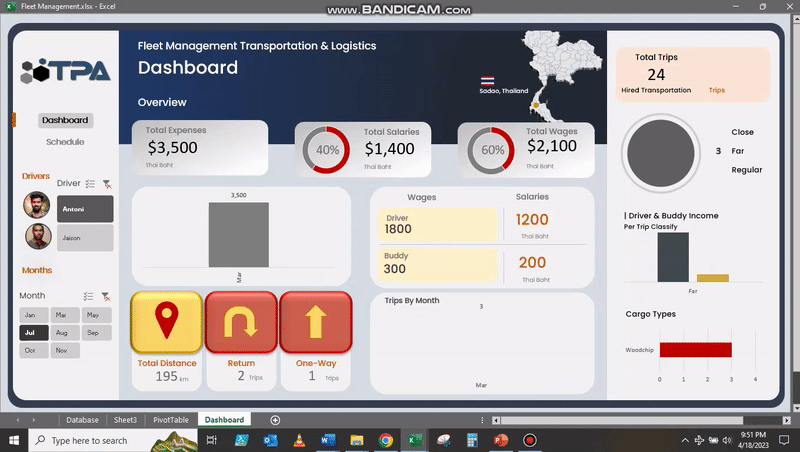 Fleet Management.xlsx - Excel
www.BANDICAM.com
TPA
Fleet Management Transportation & Logistics
Dashboard
Overview
Sadao, Thailand
Total Expenses
$3,500
Thai Baht
40%
Total Salaries
$1,400
Thai Baht
60%
Total Wages
$2,100
Thai Baht
Total Trips
24
Hired Transportation
Trips
Dashboard
Schedule
Drivers
Driver
Antoni
Jaison
Months
Month
Jan
Mar
May
Jul
Aug
Sep
Oct
Nov
3,500
Mar
Wages
Salaries
Driver
1800
1200
Thai Baht
Buddy
300
200
Thai Baht
Total Distance
195 km
Return
2 Trips
One-Way
1 Trips
Trips By Month
3
Mar
3
Close
Far
Regular
| Driver & Buddy Income
Per Trip Classify
Far
Cargo Types
Woodchip
0 1 2 3 4
Database
Sheet3
PivotTable
Dashboard
Type here to search
9:51 PM
4/18/2023